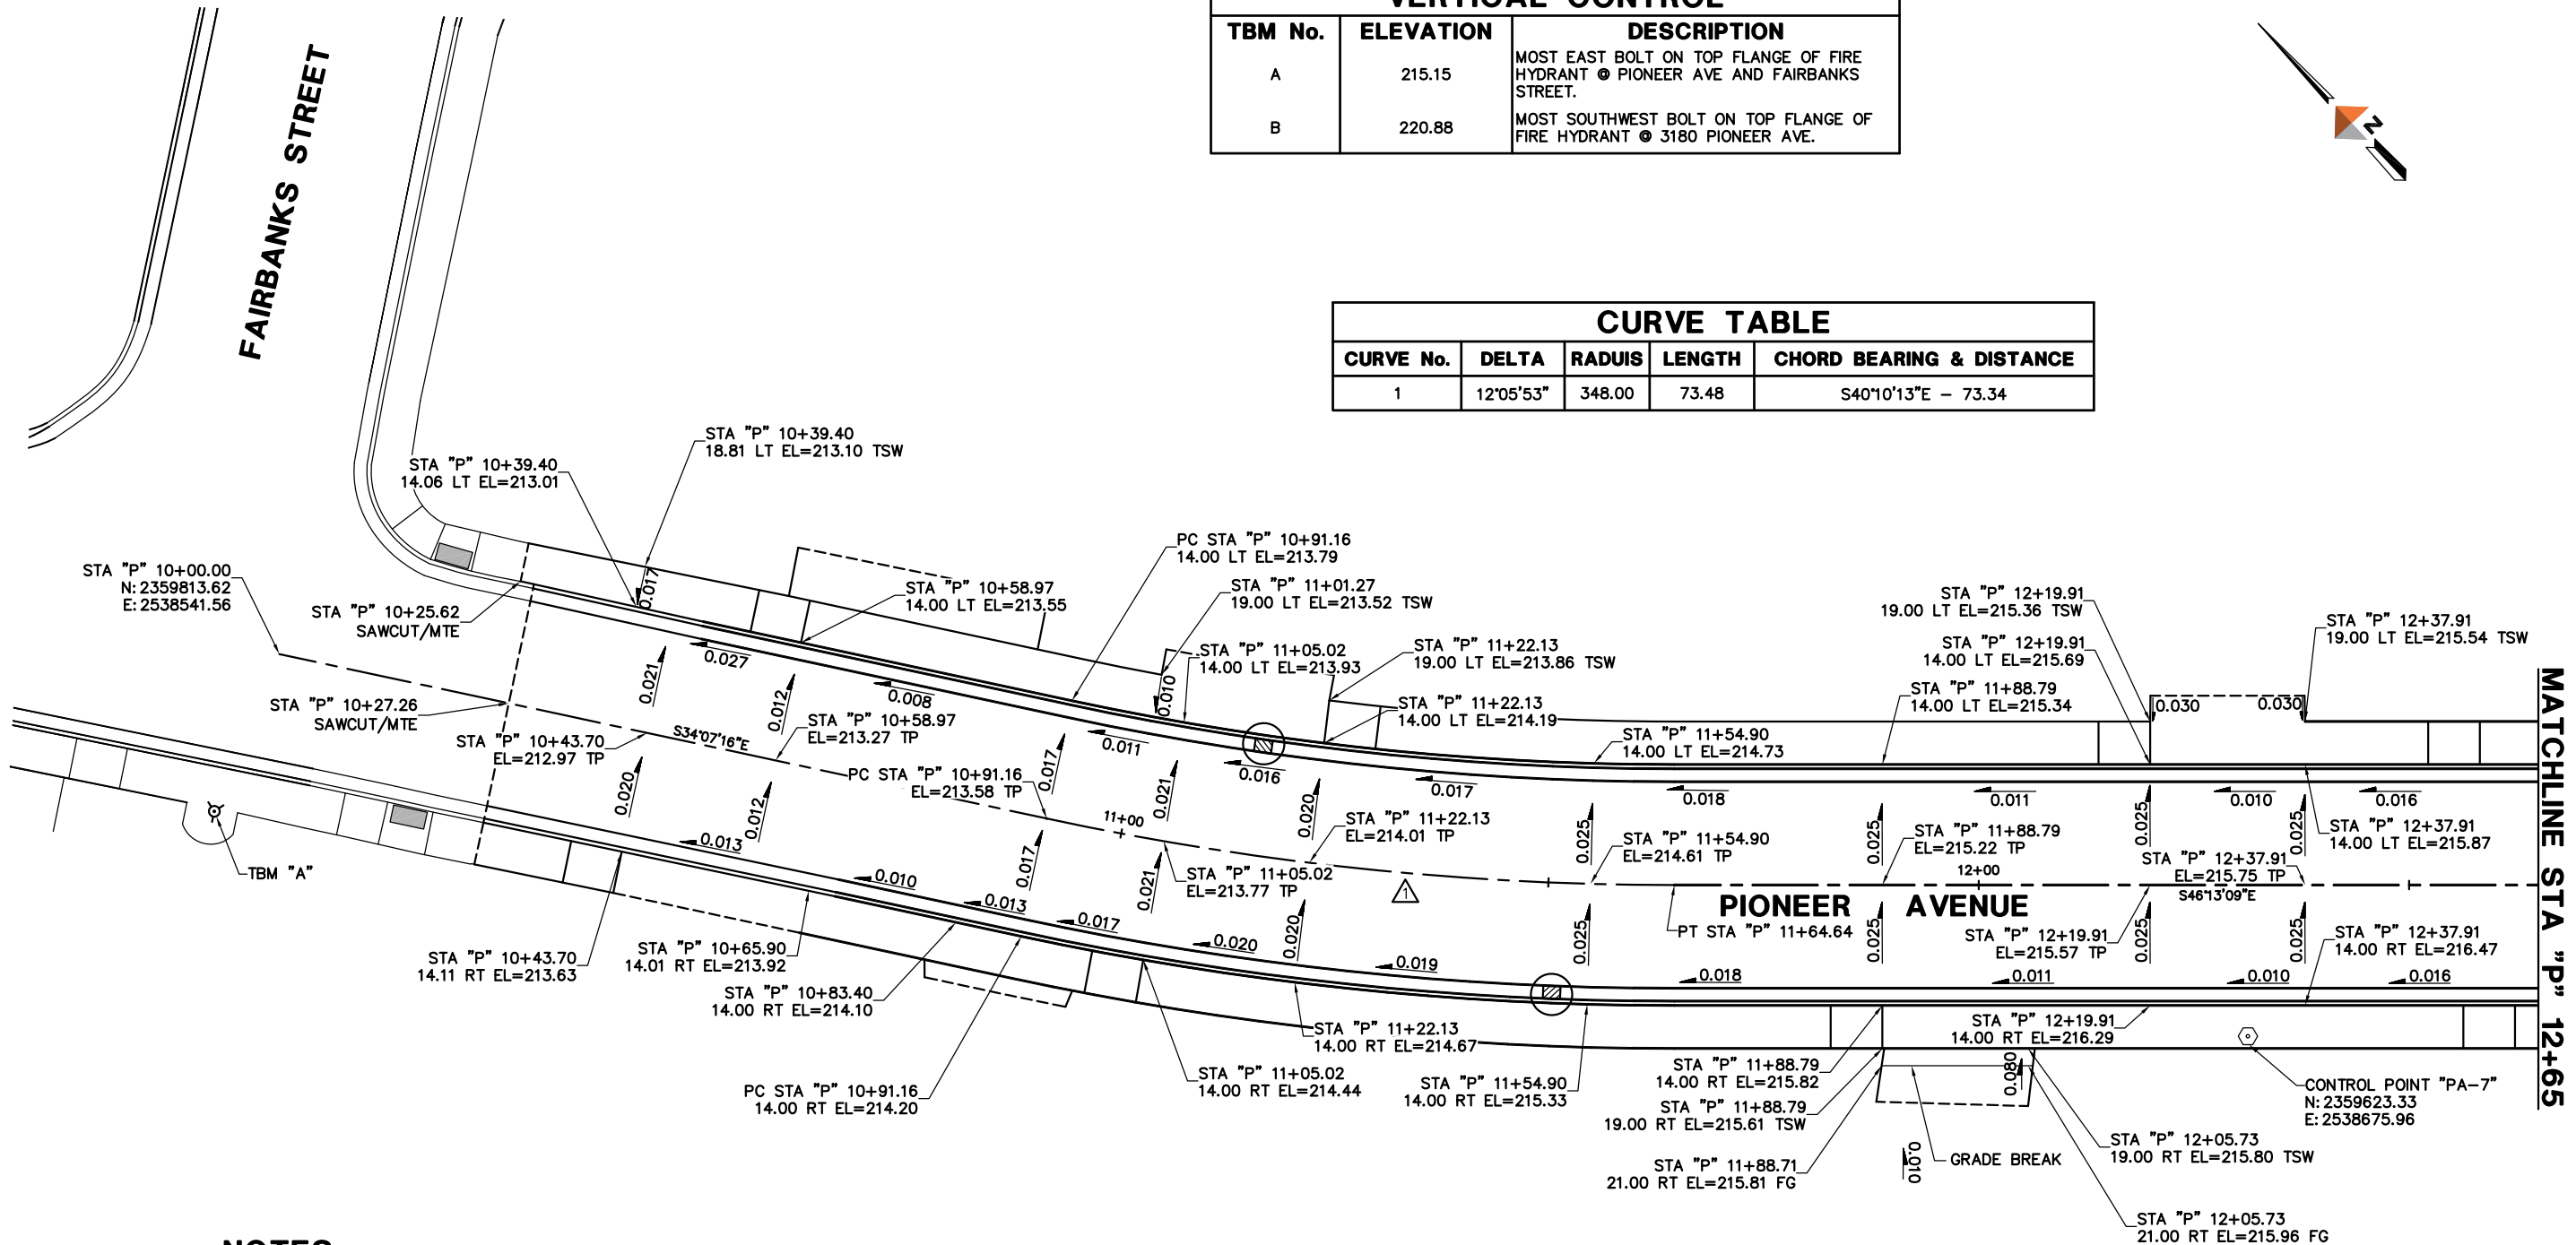 VERTICAL CONTROL
TBM No. ELEVATION DESCRIPTION
A 215.15 MOST EAST BOLT ON TOP FLANGE OF FIRE
HYDRANT @ PIONEER AVE AND FAIRBANKS
STREET.
B 220.88 MOST SOUTHWEST BOLT ON TOP FLANGE OF
FIRE HYDRANT @ 3180 PIONEER AVE.
N
FAIRBANKS STREET
CURVE TABLE
CURVE No. DELTA RADUIS LENGTH CHORD BEARING & DISTANCE
1 12°05'53" 348.00 73.48 S40°10'13"E - 73.34
STA "P" 10+39.40
18.81 LT EL=213.10 TSW
STA "P" 10+39.40
14.06 LT EL=213.01
STA "P" 10+00.00
N: 2359813.62
E: 2538541.56
STA "P" 10+25.62
SAWCUT/MTE
STA "P" 10+27.26
SAWCUT/MTE
0.017
STA "P" 10+58.97
14.00 LT EL=213.55
PC STA "P" 10+91.16
14.00 LT EL=213.79
STA "P" 11+01.27
19.00 LT EL=213.52 TSW
STA "P" 11+05.02
14.00 LT EL=213.93
STA "P" 11+22.13
19.00 LT EL=213.86 TSW
STA "P" 11+22.13
14.00 LT EL=214.19
STA "P" 11+54.90
14.00 LT EL=214.73
STA "P" 11+88.79
14.00 LT EL=215.34
STA "P" 12+19.91
19.00 LT EL=215.36 TSW
STA "P" 12+19.91
14.00 LT EL=215.69
STA "P" 12+37.91
19.00 LT EL=215.54 TSW
0.030
0.030
0.010
0.027
0.008
0.011
0.016
0.017
0.018
0.011
0.010
0.016
0.021
0.012
0.017
0.021
0.020
0.025
0.025
0.025
0.025
STA "P" 12+37.91
14.00 LT EL=215.87
STA "P" 10+43.70
EL=212.97 TP
S34°07'16"E
STA "P" 10+58.97
EL=213.27 TP
PC STA "P" 10+91.16
EL=213.58 TP
11+00
STA "P" 11+05.02
EL=213.77 TP
STA "P" 11+22.13
EL=214.01 TP
1
STA "P" 11+54.90
EL=214.61 TP
STA "P" 11+88.79
EL=215.22 TP
12+00
STA "P" 12+37.91
EL=215.75 TP
S46°13'09"E
PIONEER AVENUE
PT STA "P" 11+64.64
STA "P" 12+19.91
EL=215.57 TP
MATCHLINE STA "P" 12+65
0.020
0.012
0.017
0.021
0.020
0.025
0.025
0.025
0.025
0.013
0.010
0.013
0.017
0.020
0.019
0.018
0.011
0.010
0.016
TBM "A"
STA "P" 10+43.70
14.11 RT EL=213.63
STA "P" 10+65.90
14.01 RT EL=213.92
STA "P" 10+83.40
14.00 RT EL=214.10
PC STA "P" 10+91.16
14.00 RT EL=214.20
STA "P" 11+05.02
14.00 RT EL=214.44
STA "P" 11+22.13
14.00 RT EL=214.67
STA "P" 11+54.90
14.00 RT EL=215.33
STA "P" 11+88.79
14.00 RT EL=215.82
STA "P" 11+88.79
19.00 RT EL=215.61 TSW
STA "P" 11+88.71
21.00 RT EL=215.81 FG
STA "P" 12+19.91
14.00 RT EL=216.29
STA "P" 12+37.91
14.00 RT EL=216.47
0.080
0.010
GRADE BREAK
CONTROL POINT "PA-7"
N: 2359623.33
E: 2538675.96
STA "P" 12+05.73
19.00 RT EL=215.80 TSW
STA "P" 12+05.73
21.00 RT EL=215.96 FG
NOTES